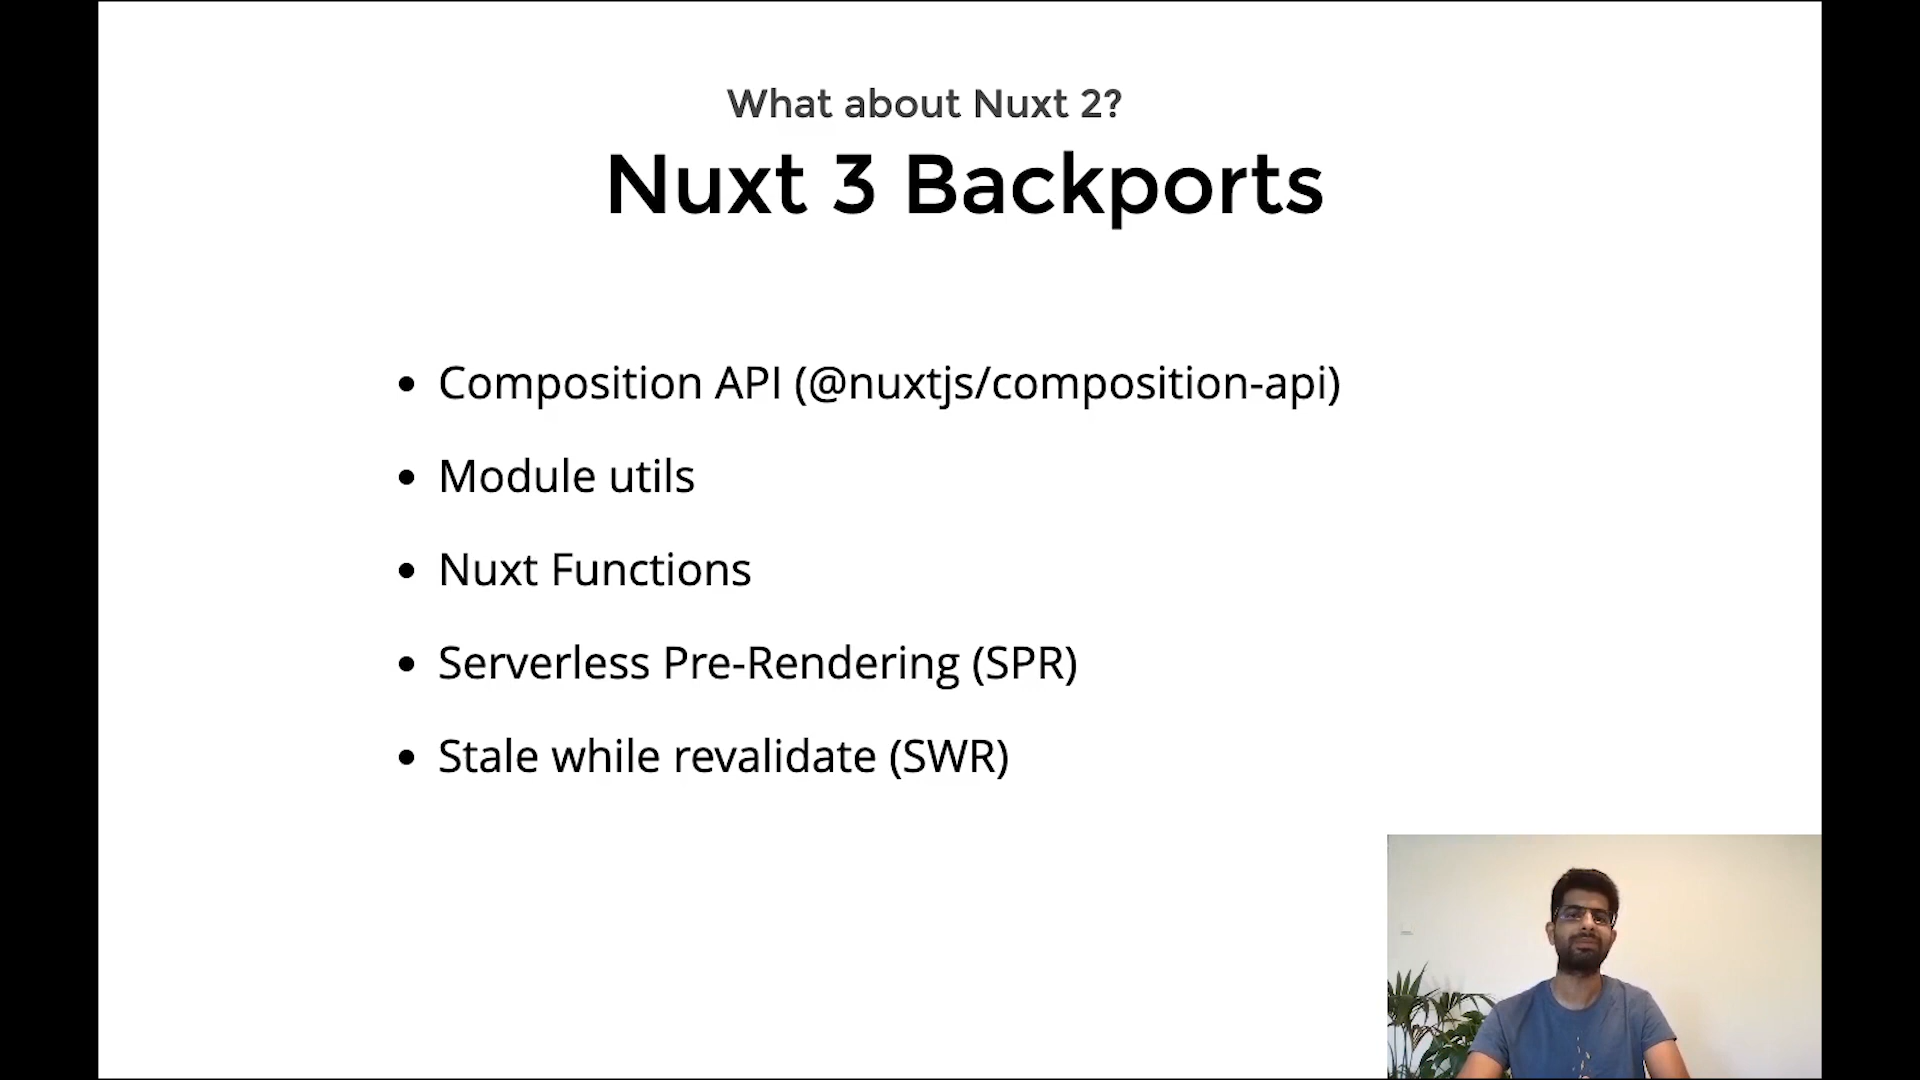 What about Nuxt 2?
Nuxt 3 Backports
• Composition API (@nuxtjs/composition-api)
• Module utils
• Nuxt Functions
• Serverless Pre-Rendering (SPR)
• Stale while revalidate (SWR)